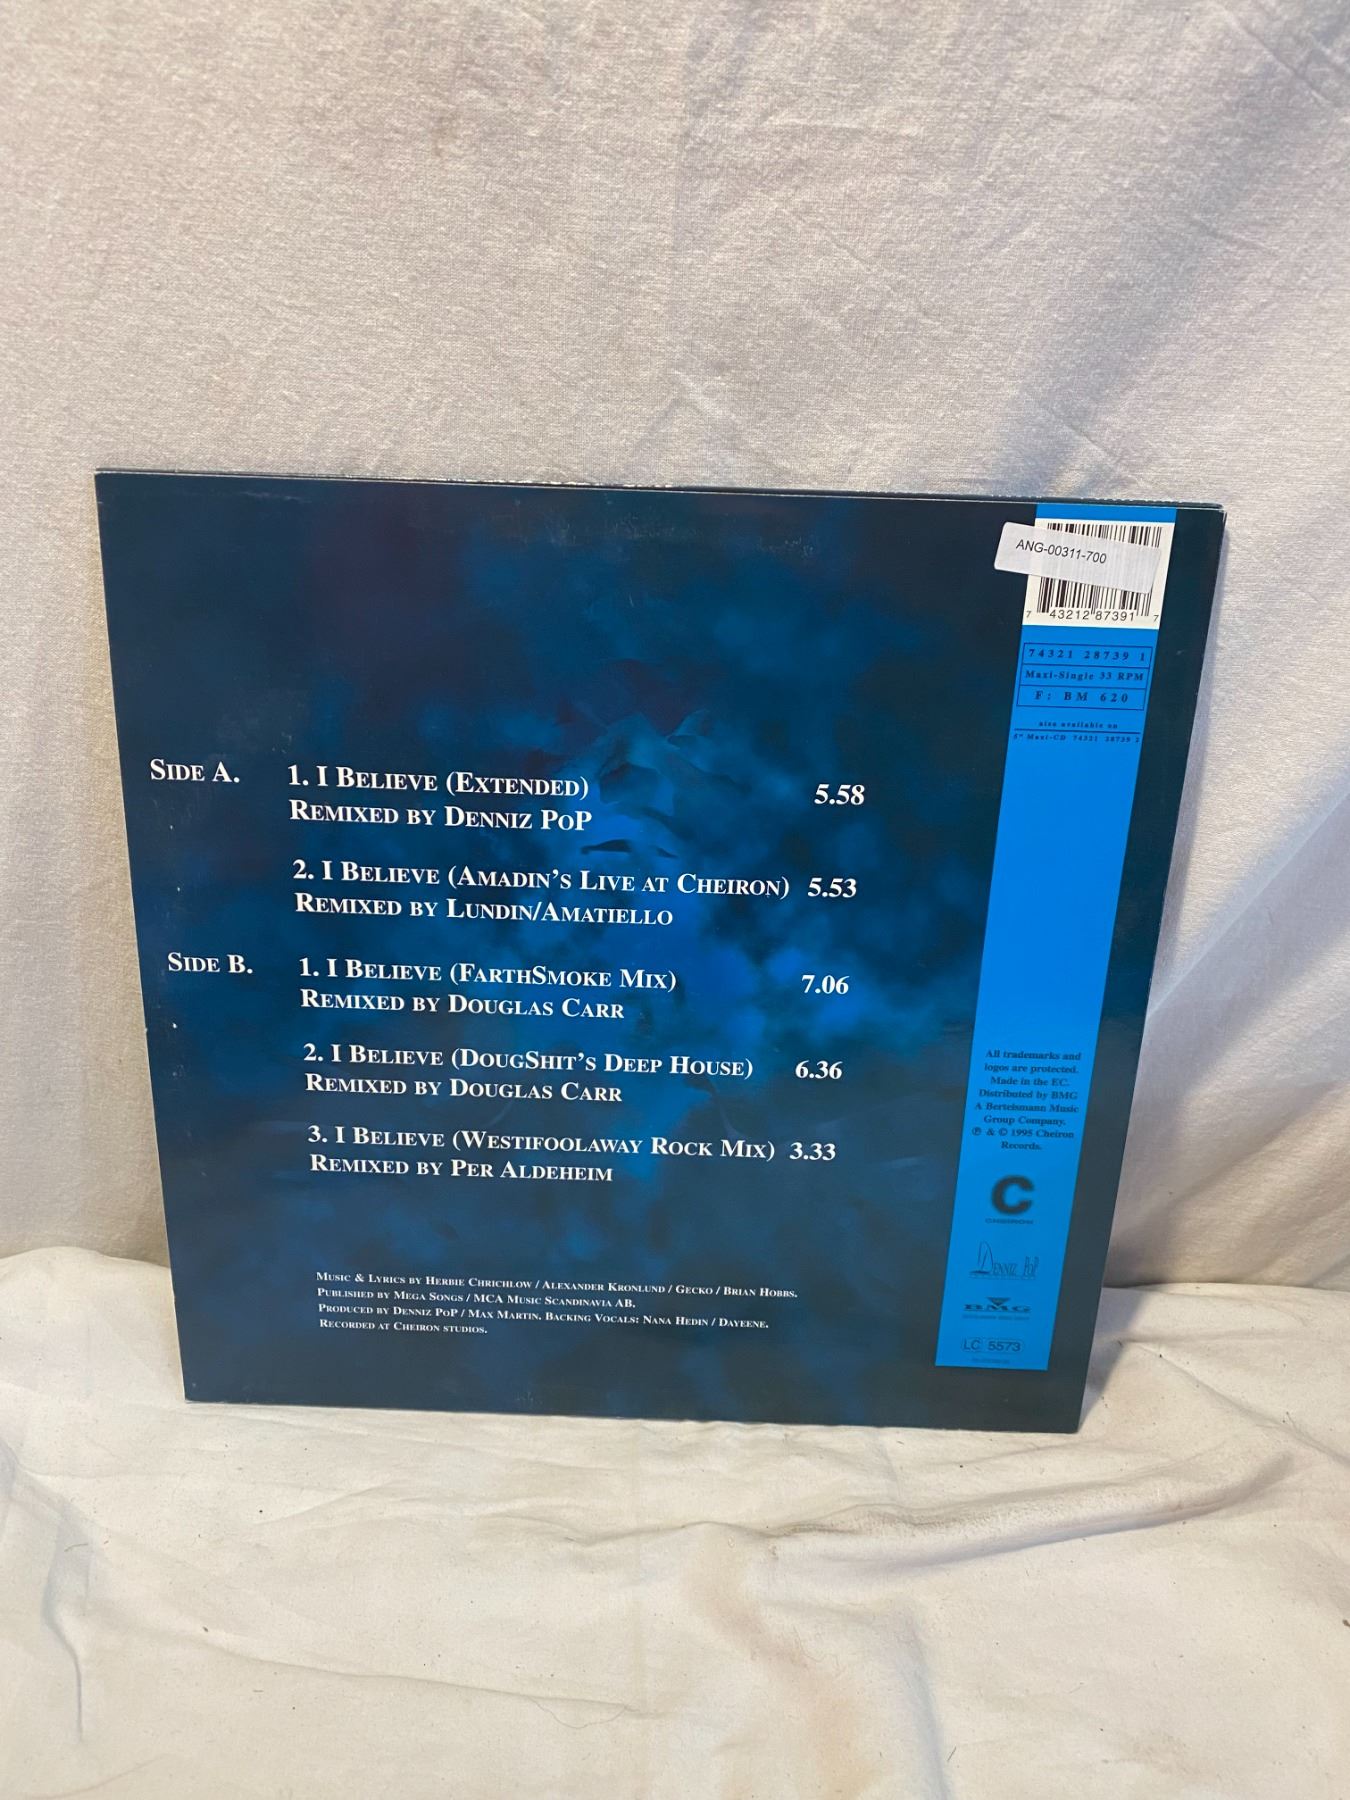 ANG-00311-700
7 43212 87391 7
74321 28739 1
Maxi-Single 33 RPM
F: BM 620
also available on
5" Maxi-CD 74321 28739 2
SIDE A. 1. I BELIEVE (EXTENDED) 5.58
REMIXED BY DENNIZ POP
2. I BELIEVE (AMADIN'S LIVE AT CHEIRON) 5.53
REMIXED BY LUNDIN/AMATIELLO
SIDE B. 1. I BELIEVE (FARTHSMOKE MIX) 7.06
REMIXED BY DOUGLAS CARR
2. I BELIEVE (DOUGSHIT'S DEEP HOUSE) 6.36
REMIXED BY DOUGLAS CARR
3. I BELIEVE (WESTIFOOLAWAY ROCK MIX) 3.33
REMIXED BY PER ALDEHEIM
MUSIC & LYRICS BY HERBIE CHRICHLOW / ALEXANDER KRONLUND / GECKO / BRIAN HOBBS.
PUBLISHED BY MEGA SONGS / MCA MUSIC SCANDINAVIA AB.
PRODUCED BY DENNIZ POP / MAX MARTIN. BACKING VOCALS: NANA HEDIN / DAYEENE.
RECORDED AT CHEIRON STUDIOS.
All trademarks and
logos are protected.
Made in the EC.
Distributed by BMG
A Bertelsmann Music
Group Company.
℗ & © 1995 Cheiron
Records.
C
CHEIRON
DENNIZ POP
BMG
LC 5573